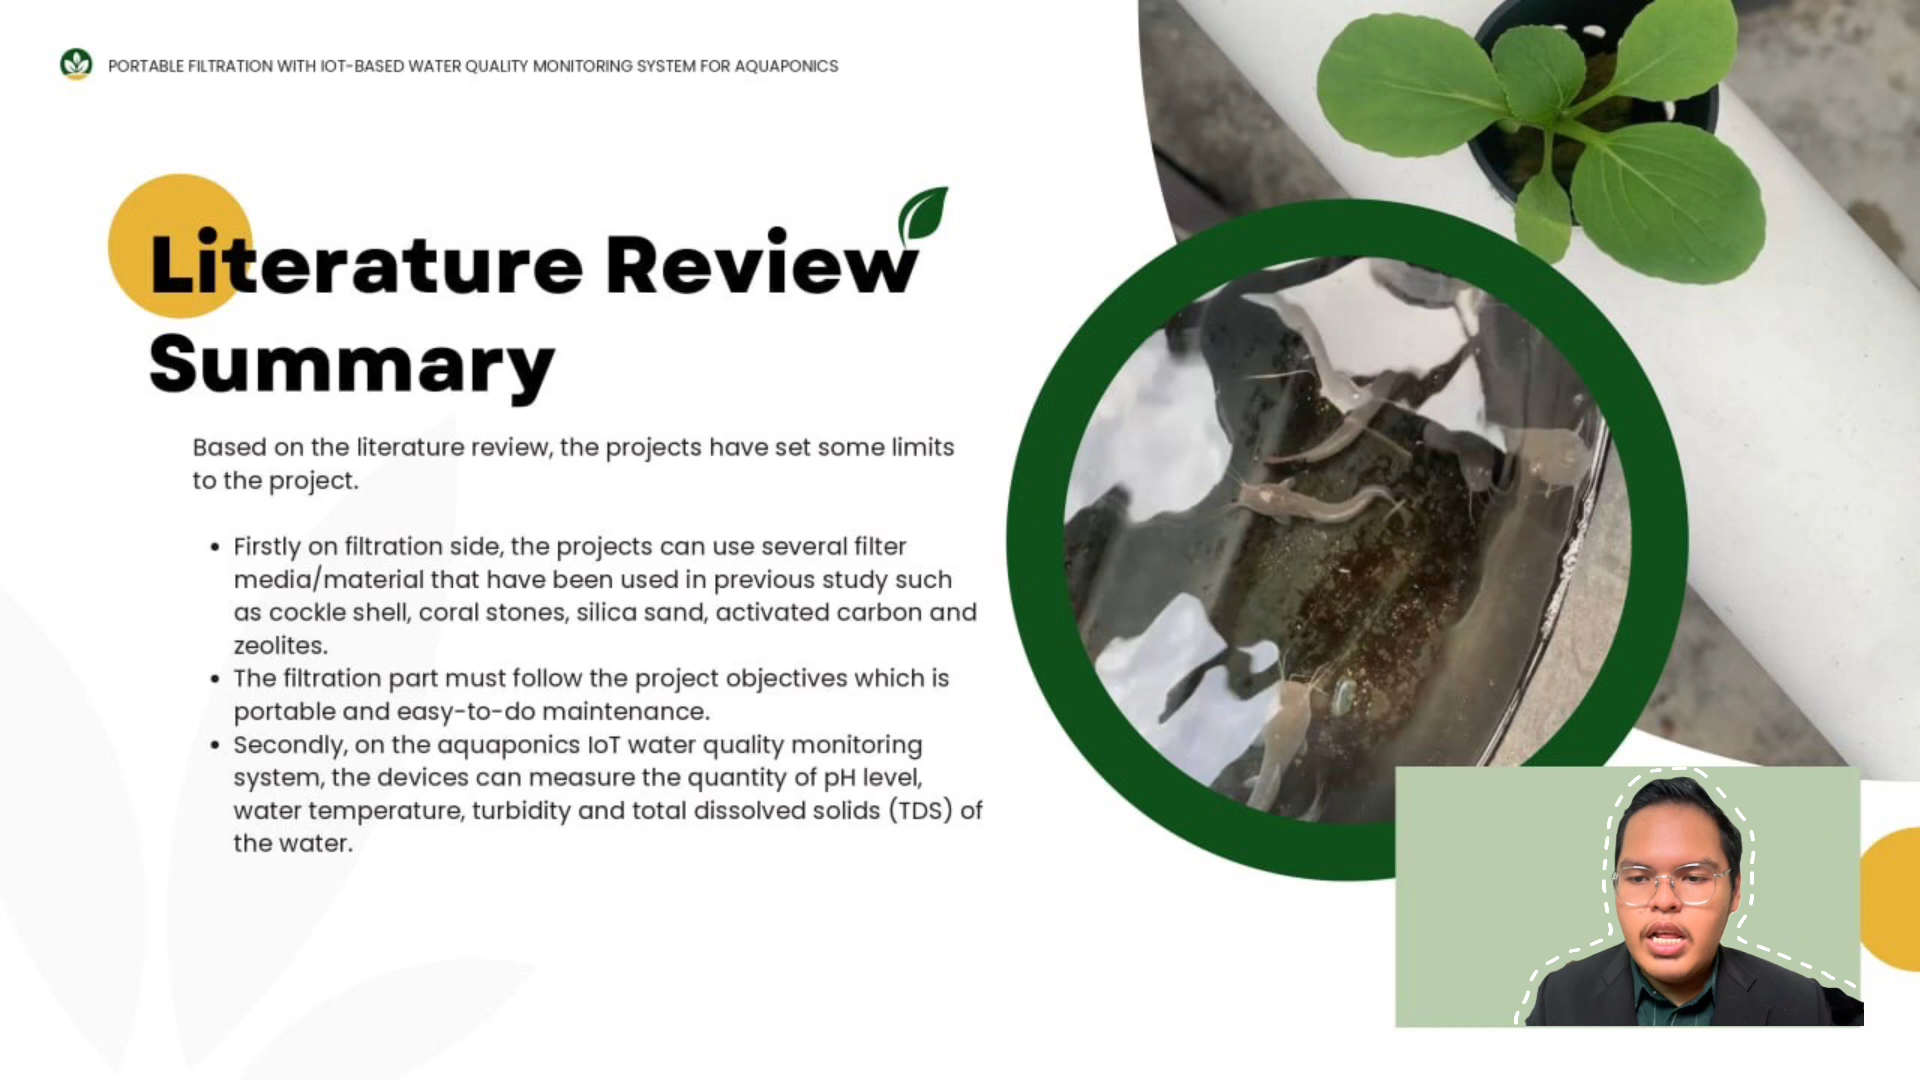 PORTABLE FILTRATION WITH IOT-BASED WATER QUALITY MONITORING SYSTEM FOR AQUAPONICS
Literature Review
Summary
Based on the literature review, the projects have set some limits
to the project.
• Firstly on filtration side, the projects can use several filter
media/material that have been used in previous study such
as cockle shell, coral stones, silica sand, activated carbon and
zeolites.
• The filtration part must follow the project objectives which is
portable and easy-to-do maintenance.
• Secondly, on the aquaponics IoT water quality monitoring
system, the devices can measure the quantity of pH level,
water temperature, turbidity and total dissolved solids (TDS) of
the water.